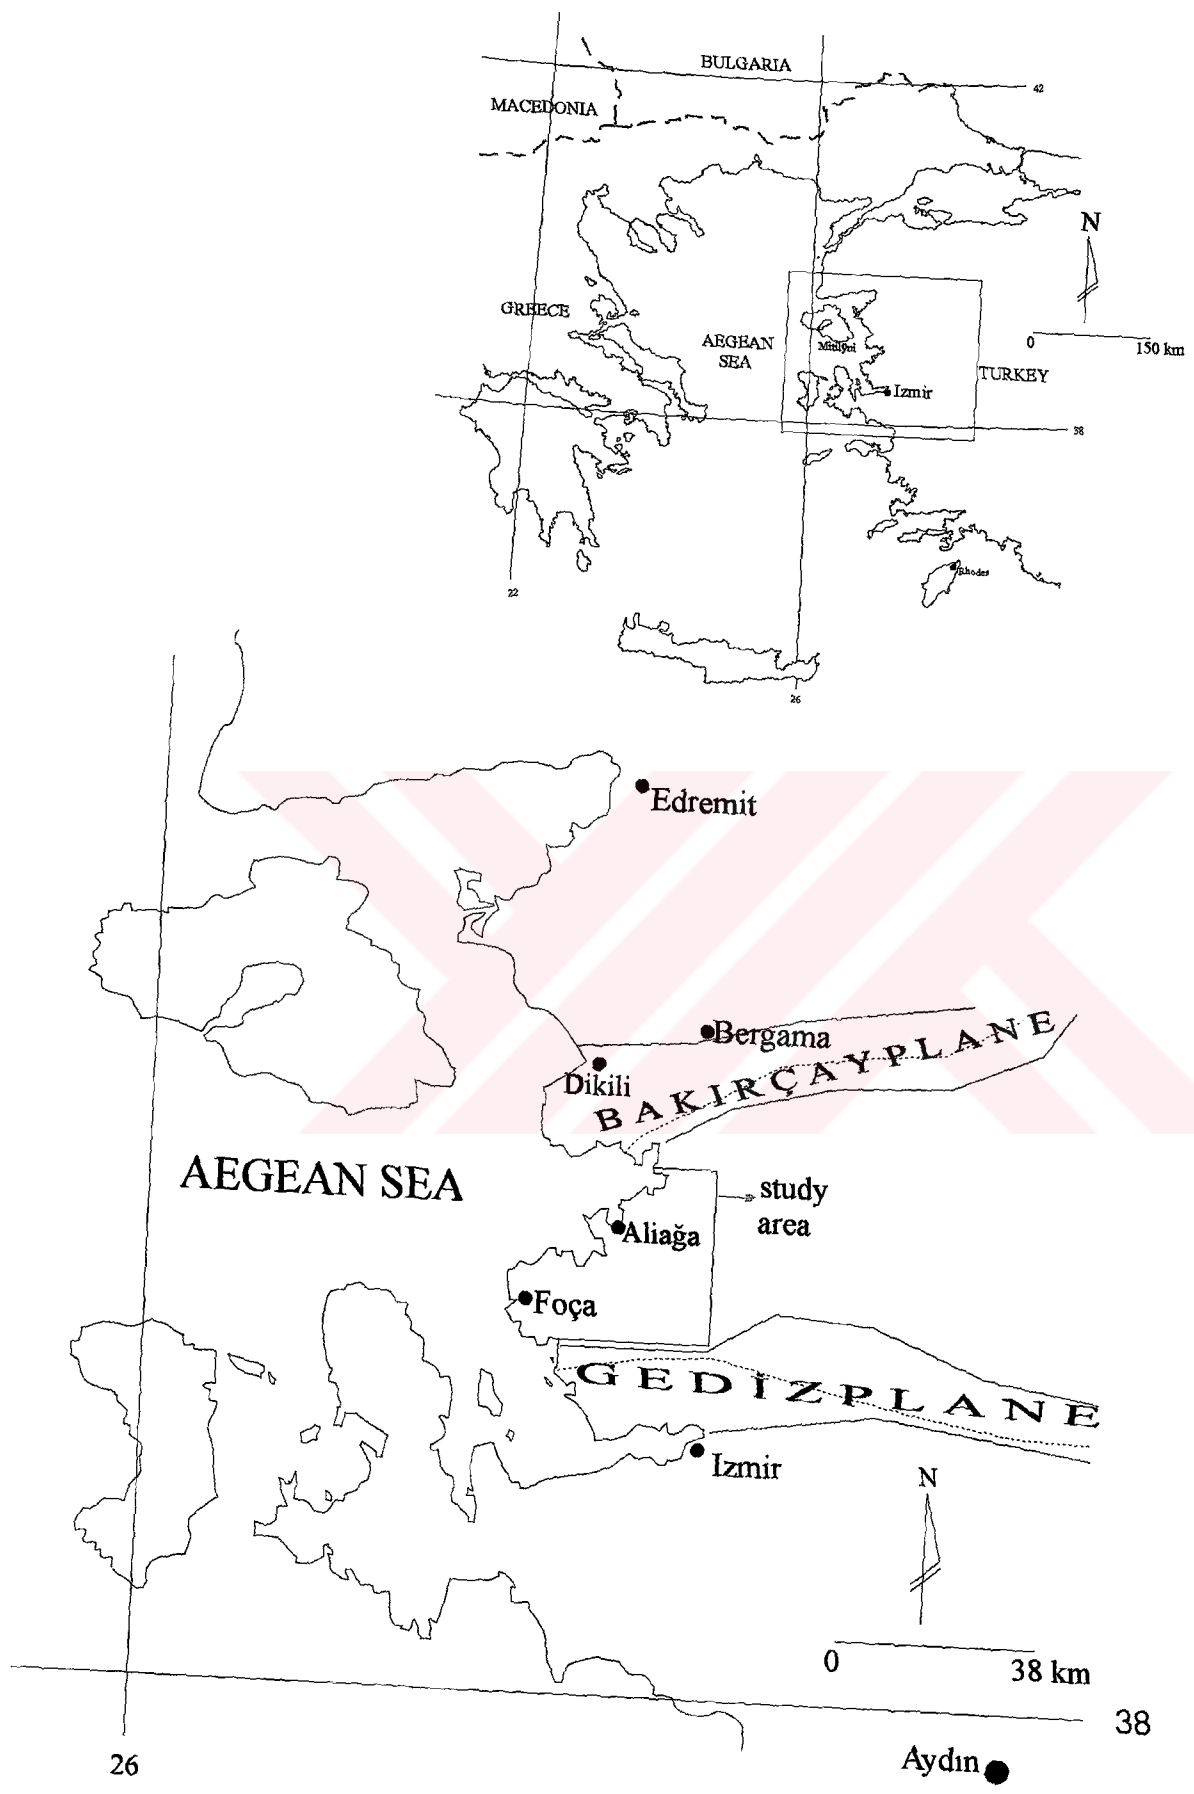 BULGARIA
42
MACEDONIA
N
GREECE
AEGEAN
SEA
Mitilyni
0
150 km
TURKEY
Izmir
38
Rhodes
22
26
Edremit
Bergama
Dikili
BAKIRÇAYPLANE
AEGEAN SEA
study
area
Aliağa
Foça
GEDİZPLANE
Izmir
N
0
38 km
38
26
Aydın